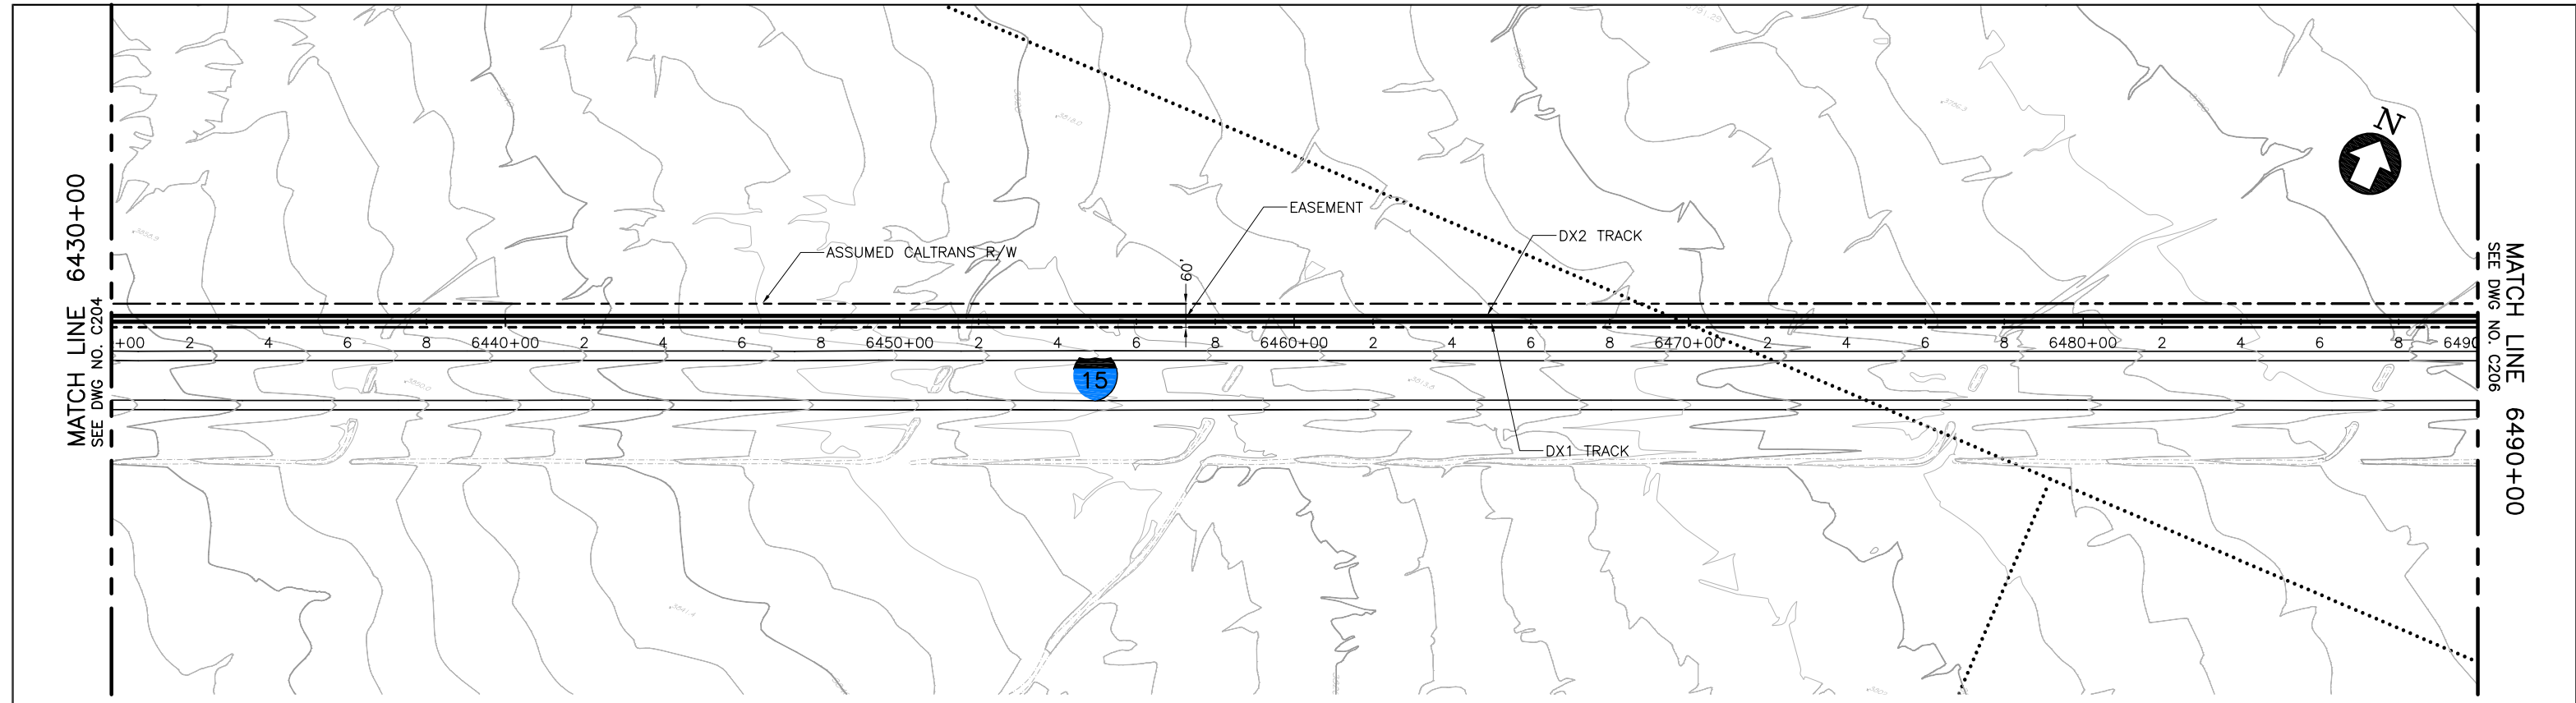 MATCH LINE 6430+00
SEE DWG NO. C204
ASSUMED CALTRANS R/W
60'
EASEMENT
DX2 TRACK
N
+00 2 4 6 8 6440+00 2 4 6 8 6450+00 2 4 6 8 6460+00 2 4 6 8 6470+00 2 4 6 8 6480+00 2 4 6 8 6490
15
DX1 TRACK
MATCH LINE 6490+00
SEE DWG NO. C206